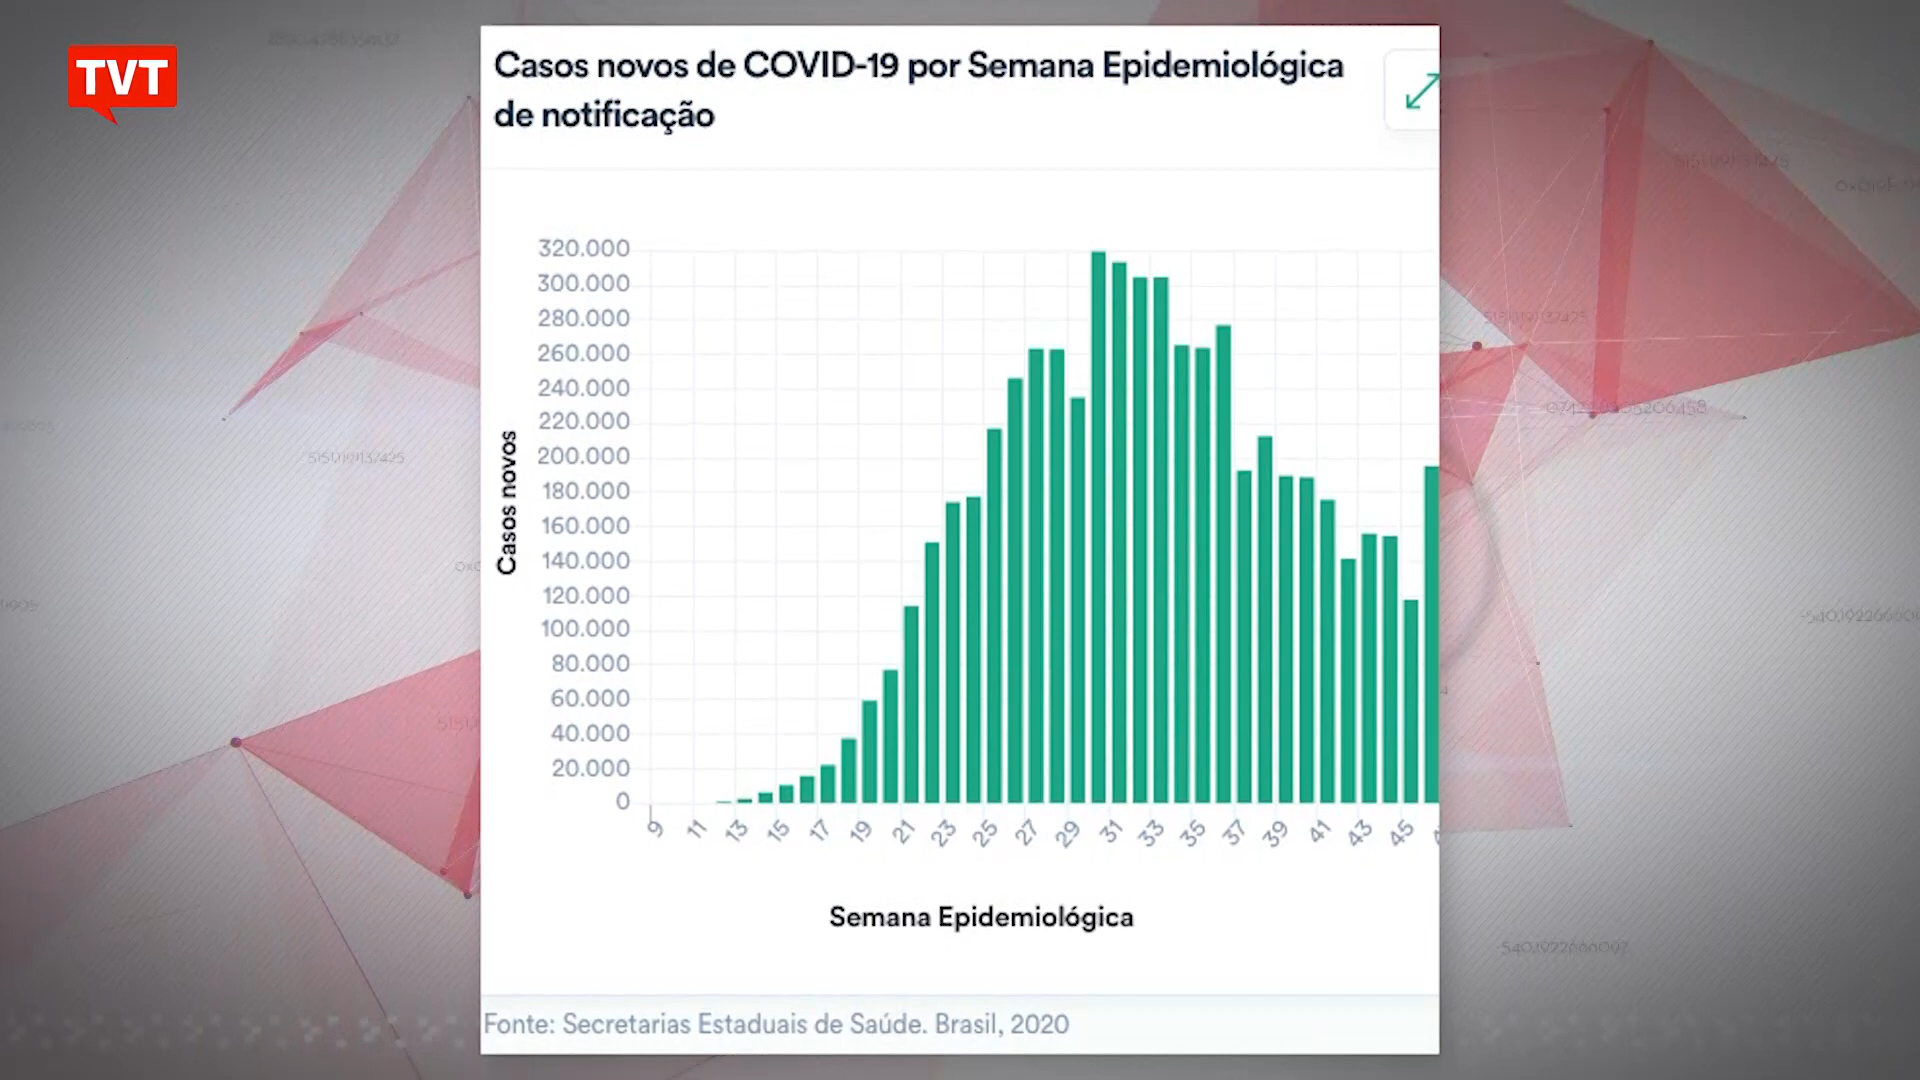 TVT
Casos novos de COVID-19 por Semana Epidemiológica
de notificação
320.000
300.000
280.000
260.000
240.000
220.000
200.000
180.000
160.000
140.000
120.000
100.000
80.000
60.000
40.000
20.000
0
Casos novos
9 11 13 15 17 19 21 23 25 27 29 31 33 35 37 39 41 43 45
Semana Epidemiológica
Fonte: Secretarias Estaduais de Saúde. Brasil, 2020